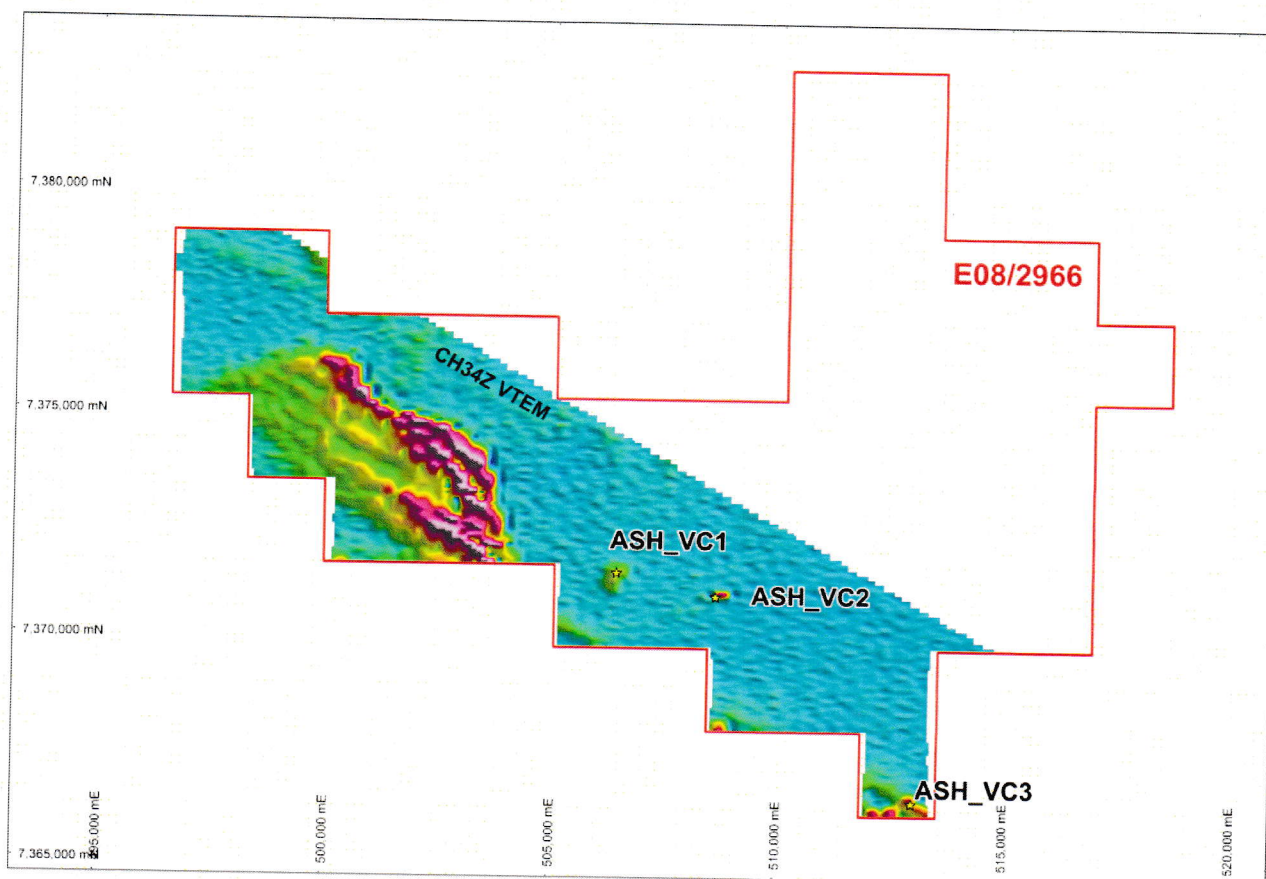 7,380,000 mN
E08/2966
CH34Z VTEM
7,375,000 mN
ASH_VC1
ASH_VC2
7,370,000 mN
ASH_VC3
7,365,000 mN
495,000 mE
500,000 mE
505,000 mE
510,000 mE
515,000 mE
520,000 mE